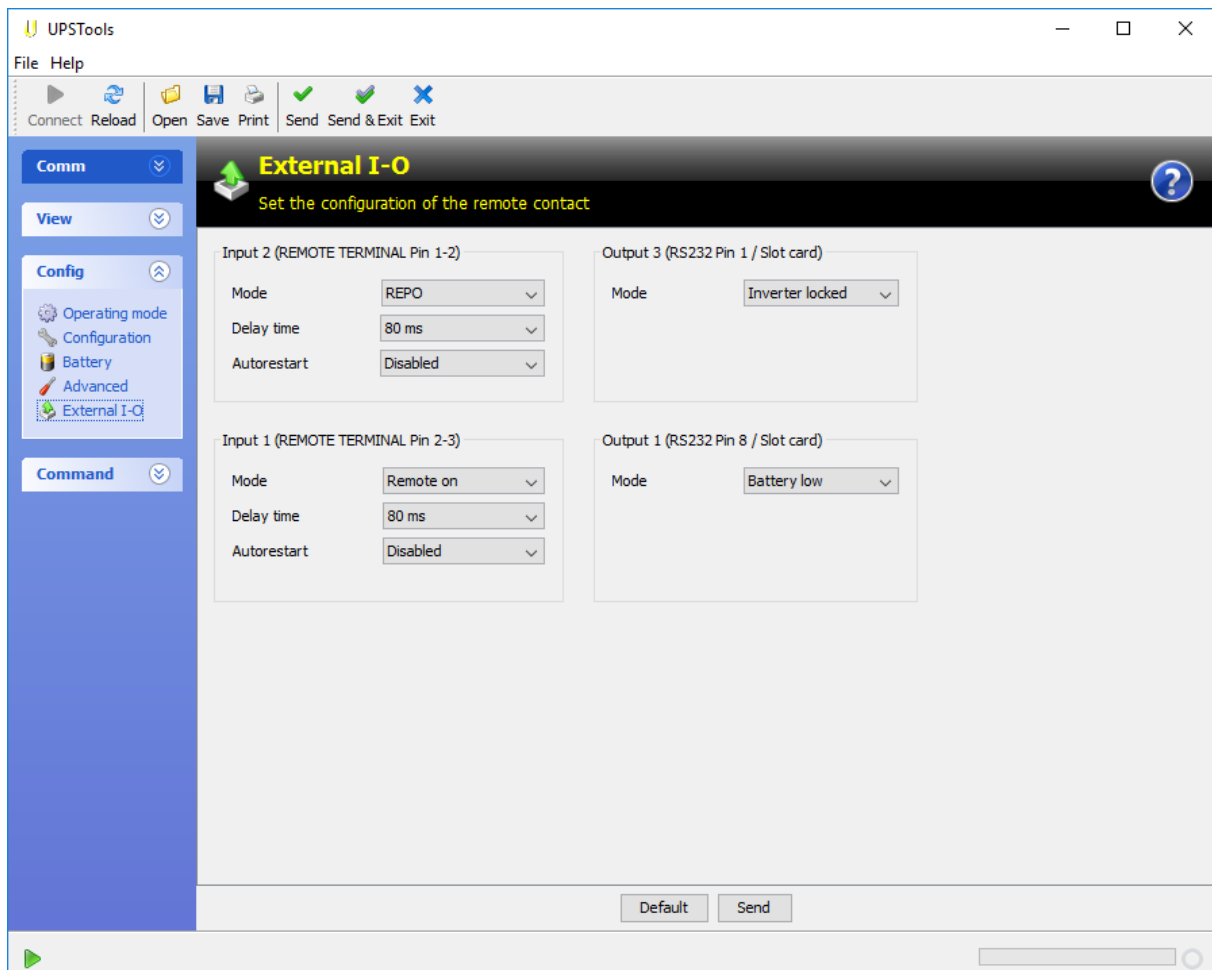 UPSTools
File Help
Connect Reload Open Save Print Send Send & Exit Exit
Comm
View
Config
Operating mode
Configuration
Battery
Advanced
External I-O
Command
External I-O
Set the configuration of the remote contact
?
Input 2 (REMOTE TERMINAL Pin 1-2)
Mode REPO
Delay time 80 ms
Autorestart Disabled
Output 3 (RS232 Pin 1 / Slot card)
Mode Inverter locked
Input 1 (REMOTE TERMINAL Pin 2-3)
Mode Remote on
Delay time 80 ms
Autorestart Disabled
Output 1 (RS232 Pin 8 / Slot card)
Mode Battery low
Default Send